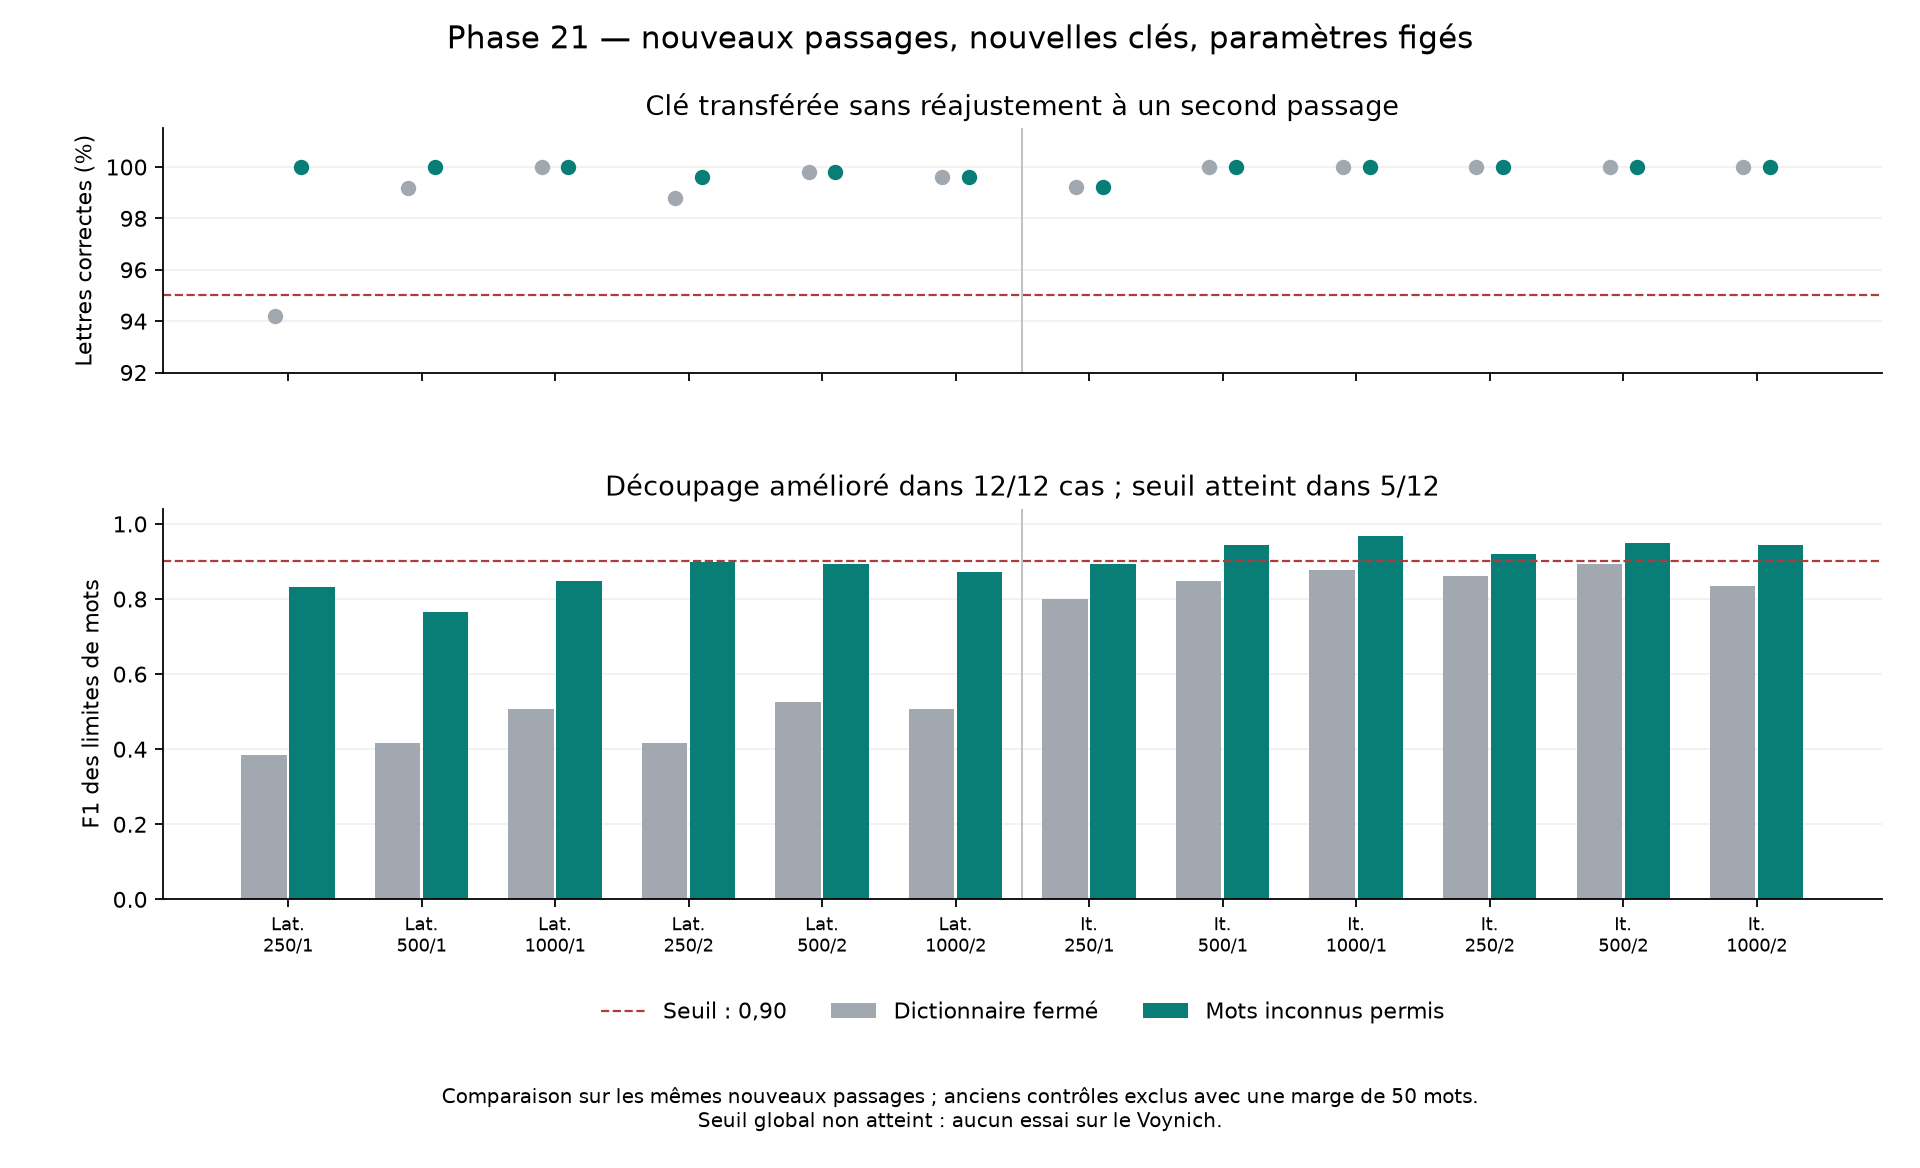 Phase 21 — nouveaux passages, nouvelles clés, paramètres figés
Clé transférée sans réajustement à un second passage
Lettres correctes (%)
100
98
96
94
92
Découpage amélioré dans 12/12 cas ; seuil atteint dans 5/12
F1 des limites de mots
1.0
0.8
0.6
0.4
0.2
0.0
Lat. 250/1
Lat. 500/1
Lat. 1000/1
Lat. 250/2
Lat. 500/2
Lat. 1000/2
It. 250/1
It. 500/1
It. 1000/1
It. 250/2
It. 500/2
It. 1000/2
Seuil : 0,90
Dictionnaire fermé
Mots inconnus permis
Comparaison sur les mêmes nouveaux passages ; anciens contrôles exclus avec une marge de 50 mots.
Seuil global non atteint : aucun essai sur le Voynich.